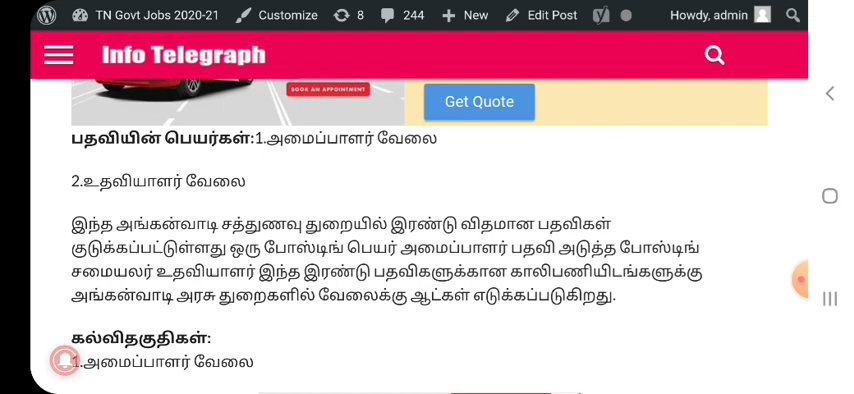 TN Govt Jobs 2020-21 Customize 8 244 New Edit Post Howdy, admin
Info Telegraph
BOOK AN APPOINTMENT
Get Quote
பதவியின் பெயர்கள்:1.அமைப்பாளர் வேலை
2.உதவியாளர் வேலை
இந்த அங்கன்வாடி சத்துணவு துறையில் இரண்டு விதமான பதவிகள்
குடுக்கப்பட்டுள்ளது ஒரு போஸ்டிங் பெயர் அமைப்பாளர் பதவி அடுத்த போஸ்டிங்
சமையலர் உதவியாளர் இந்த இரண்டு பதவிகளுக்கான காலிபணியிடங்களுக்கு
அங்கன்வாடி அரசு துறைகளில் வேலைக்கு ஆட்கள் எடுக்கப்படுகிறது.
கல்விதகுதிகள்:
1.அமைப்பாளர் வேலை